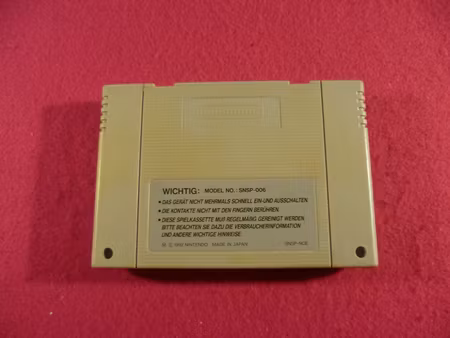 WICHTIG: MODEL NO.: SNSP-006
• DAS GERÄT NICHT MEHRMALS SCHNELL EIN-UND AUSSCHALTEN
• DIE KONTAKTE NICHT MIT DEN FINGERN BERÜHREN.
• DIESE SPIELKASSETTE MUß REGELMÄßIG GEREINIGT WERDEN.
BITTE BEACHTEN SIE DAZU DIE VERBRAUCHERINFORMATION
UND ANDERE WICHTIGE HINWEISE.
© 1992 NINTENDO MADE IN JAPAN